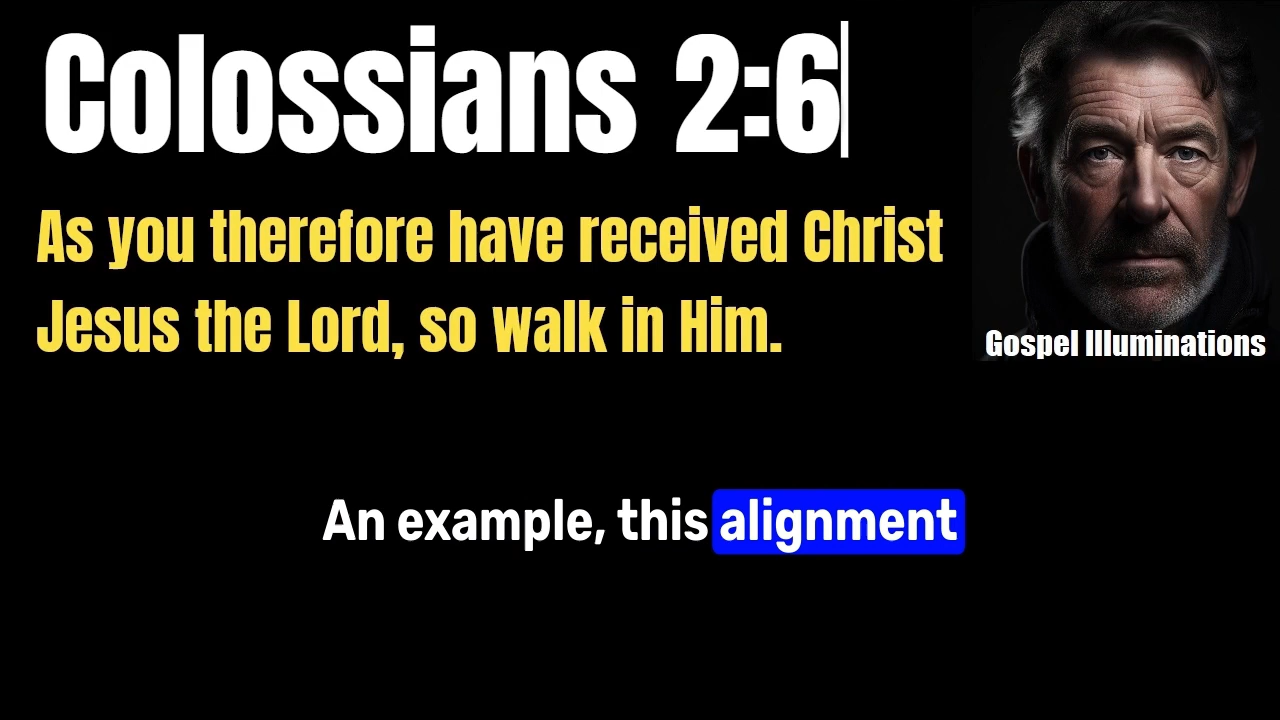 Colossians 2:6
As you therefore have received Christ
Jesus the Lord, so walk in Him.
Gospel Illuminations
An example, this alignment